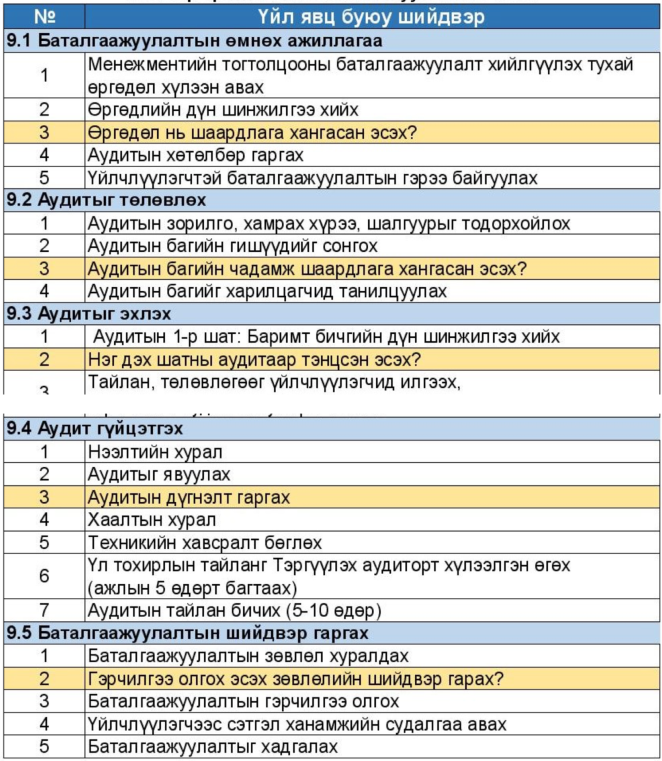 № Үйл явц буюу шийдвэр
9.1 Баталгаажуулалтын өмнөх ажиллагаа
1 Менежментийн тогтолцооны баталгаажуулалт хийлгүүлэх тухай
өргөдөл хүлээн авах
2 Өргөдлийн дүн шинжилгээ хийх
3 Өргөдөл нь шаардлага хангасан эсэх?
4 Аудитын хөтөлбөр гаргах
5 Үйлчлүүлэгчтэй баталгаажуулалтын гэрээ байгуулах
9.2 Аудитыг төлөвлөх
1 Аудитын зорилго, хамрах хүрээ, шалгуурыг тодорхойлох
2 Аудитын багийн гишүүдийг сонгох
3 Аудитын багийн чадамж шаардлага хангасан эсэх?
4 Аудитын багийг харилцагчид танилцуулах
9.3 Аудитыг эхлэх
1 Аудитын 1-р шат: Баримт бичгийн дүн шинжилгээ хийх
2 Нэг дэх шатны аудитаар тэнцсэн эсэх?
3 Тайлан, төлөвлөгөөг үйлчлүүлэгчид илгээх,
9.4 Аудит гүйцэтгэх
1 Нээлтийн хурал
2 Аудитыг явуулах
3 Аудитын дүгнэлт гаргах
4 Хаалтын хурал
5 Техникийн хавсралт бөглөх
6 Үл тохирлын тайланг Тэргүүлэх аудиторт хүлээлгэн өгөх
(ажлын 5 өдөрт багтаах)
7 Аудитын тайлан бичих (5-10 өдөр)
9.5 Баталгаажуулалтын шийдвэр гаргах
1 Баталгаажуулалтын зөвлөл хуралдах
2 Гэрчилгээ олгох эсэх зөвлөлийн шийдвэр гарах?
3 Баталгаажуулалтын гэрчилгээ олгох
4 Үйлчлүүлэгчээс сэтгэл ханамжийн судалгаа авах
5 Баталгаажуулалтыг хадгалах